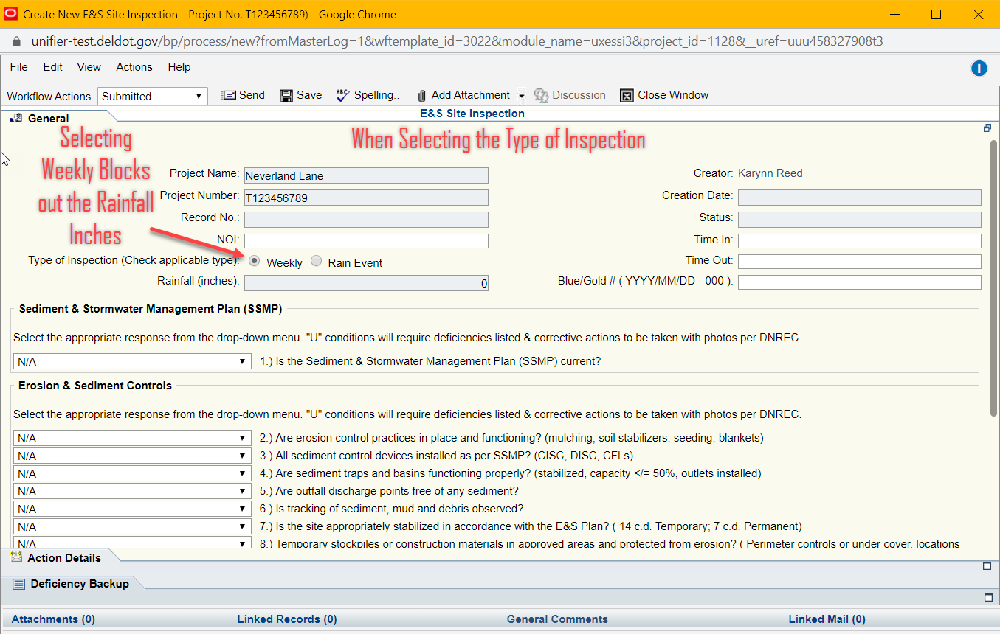 Create New E&S Site Inspection - Project No. T123456789) - Google Chrome
unifier-test.deldot.gov/bp/process/new?fromMasterLog=1&wftemplate_id=3022&module_name=uxessi3&project_id=1128&__uref=uuu458327908t3
File Edit View Actions Help
Workflow Actions Submitted Send Save ABC Spelling.. Add Attachment Discussion Close Window
General
E&S Site Inspection
Selecting
Weekly Blocks
out the Rainfall
Inches
When Selecting the Type of Inspection
Project Name: Neverland Lane
Project Number: T123456789
Record No.:
NOI:
Type of Inspection (Check applicable type): Weekly Rain Event
Rainfall (inches): 0
Creator: Karynn Reed
Creation Date:
Status:
Time In:
Time Out:
Blue/Gold # ( YYYY/MM/DD - 000 ):
Sediment & Stormwater Management Plan (SSMP)
Select the appropriate response from the drop-down menu. "U" conditions will require deficiencies listed & corrective actions to be taken with photos per DNREC.
N/A 1.) Is the Sediment & Stormwater Management Plan (SSMP) current?
Erosion & Sediment Controls
Select the appropriate response from the drop-down menu. "U" conditions will require deficiencies listed & corrective actions to be taken with photos per DNREC.
N/A 2.) Are erosion control practices in place and functioning? (mulching, soil stabilizers, seeding, blankets)
N/A 3.) All sediment control devices installed as per SSMP? (CISC, DISC, CFLs)
N/A 4.) Are sediment traps and basins functioning properly? (stabilized, capacity </= 50%, outlets installed)
N/A 5.) Are outfall discharge points free of any sediment?
N/A 6.) Is tracking of sediment, mud and debris observed?
N/A 7.) Is the site appropriately stabilized in accordance with the E&S Plan? ( 14 c.d. Temporary; 7 c.d. Permanent)
N/A 8.) Temporary stockpiles or construction materials in approved areas and protected from erosion? ( Perimeter controls or under cover, locations
Action Details
Deficiency Backup
Attachments (0) Linked Records (0) General Comments Linked Mail (0)